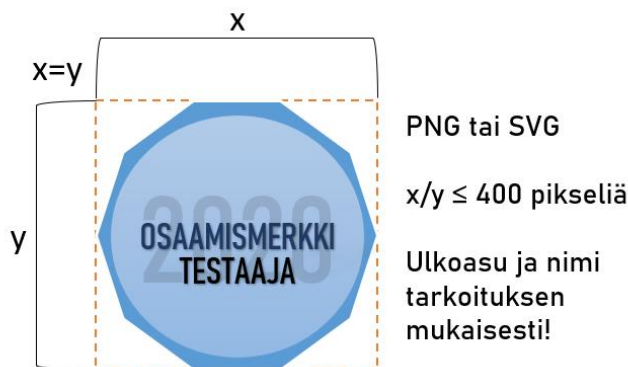 x
x=y
y
2020
OSAAMISMERKKI
TESTAAJA
PNG tai SVG
x/y ≤ 400 pikseliä
Ulkoasu ja nimi
tarkoituksen
mukaisesti!